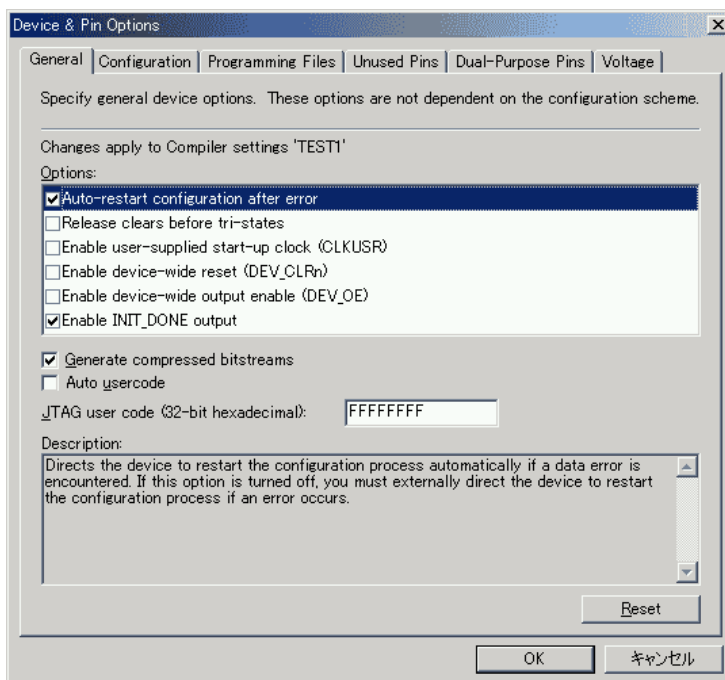 Device & Pin Options
General
Configuration
Programming Files
Unused Pins
Dual-Purpose Pins
Voltage
Specify general device options. These options are not dependent on the configuration scheme.
Changes apply to Compiler settings 'TEST1'
Options:
Auto-restart configuration after error
Release clears before tri-states
Enable user-supplied start-up clock (CLKUSR)
Enable device-wide reset (DEV_CLRn)
Enable device-wide output enable (DEV_OE)
Enable INIT_DONE output
Generate compressed bitstreams
Auto usercode
JTAG user code (32-bit hexadecimal):
FFFFFFFF
Description:
Directs the device to restart the configuration process automatically if a data error is
encountered. If this option is turned off, you must externally direct the device to restart
the configuration process if an error occurs.
Reset
OK
キャンセル